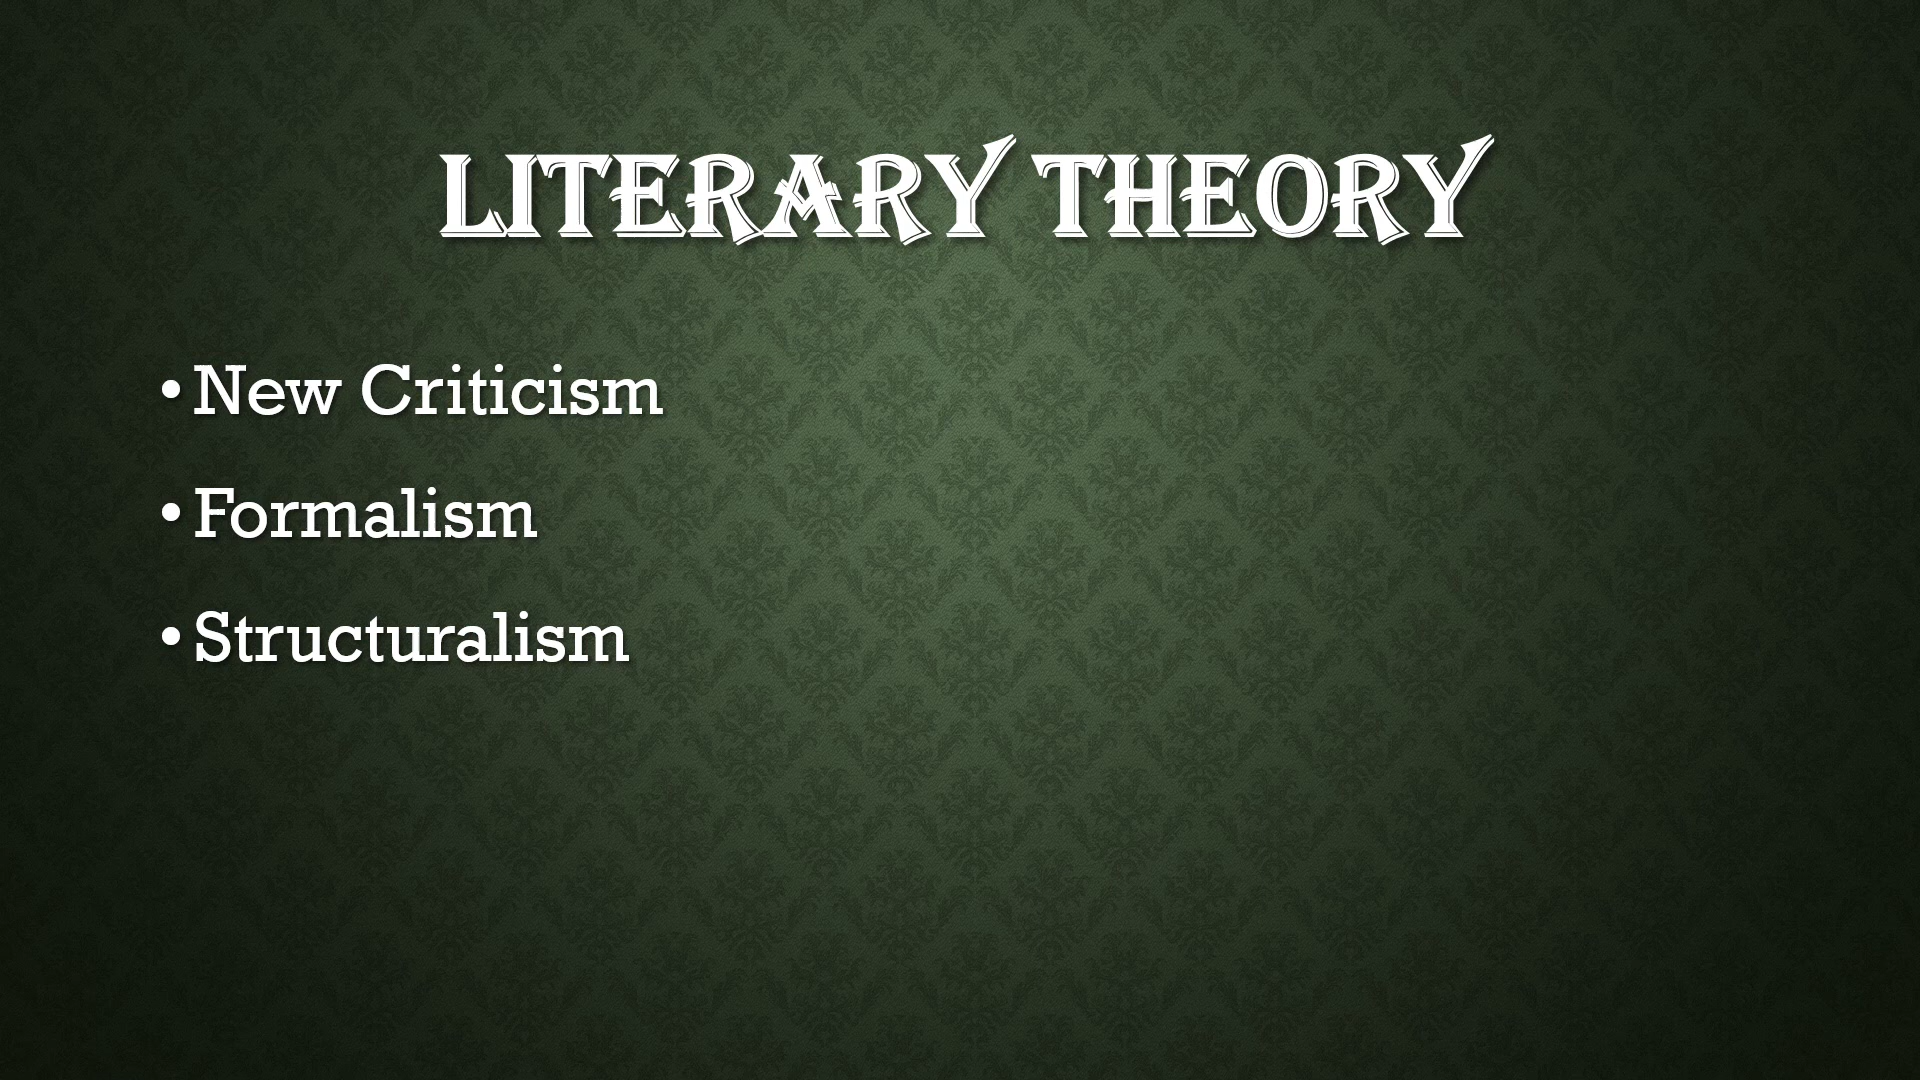 LITERARY THEORY
• New Criticism
• Formalism
• Structuralism